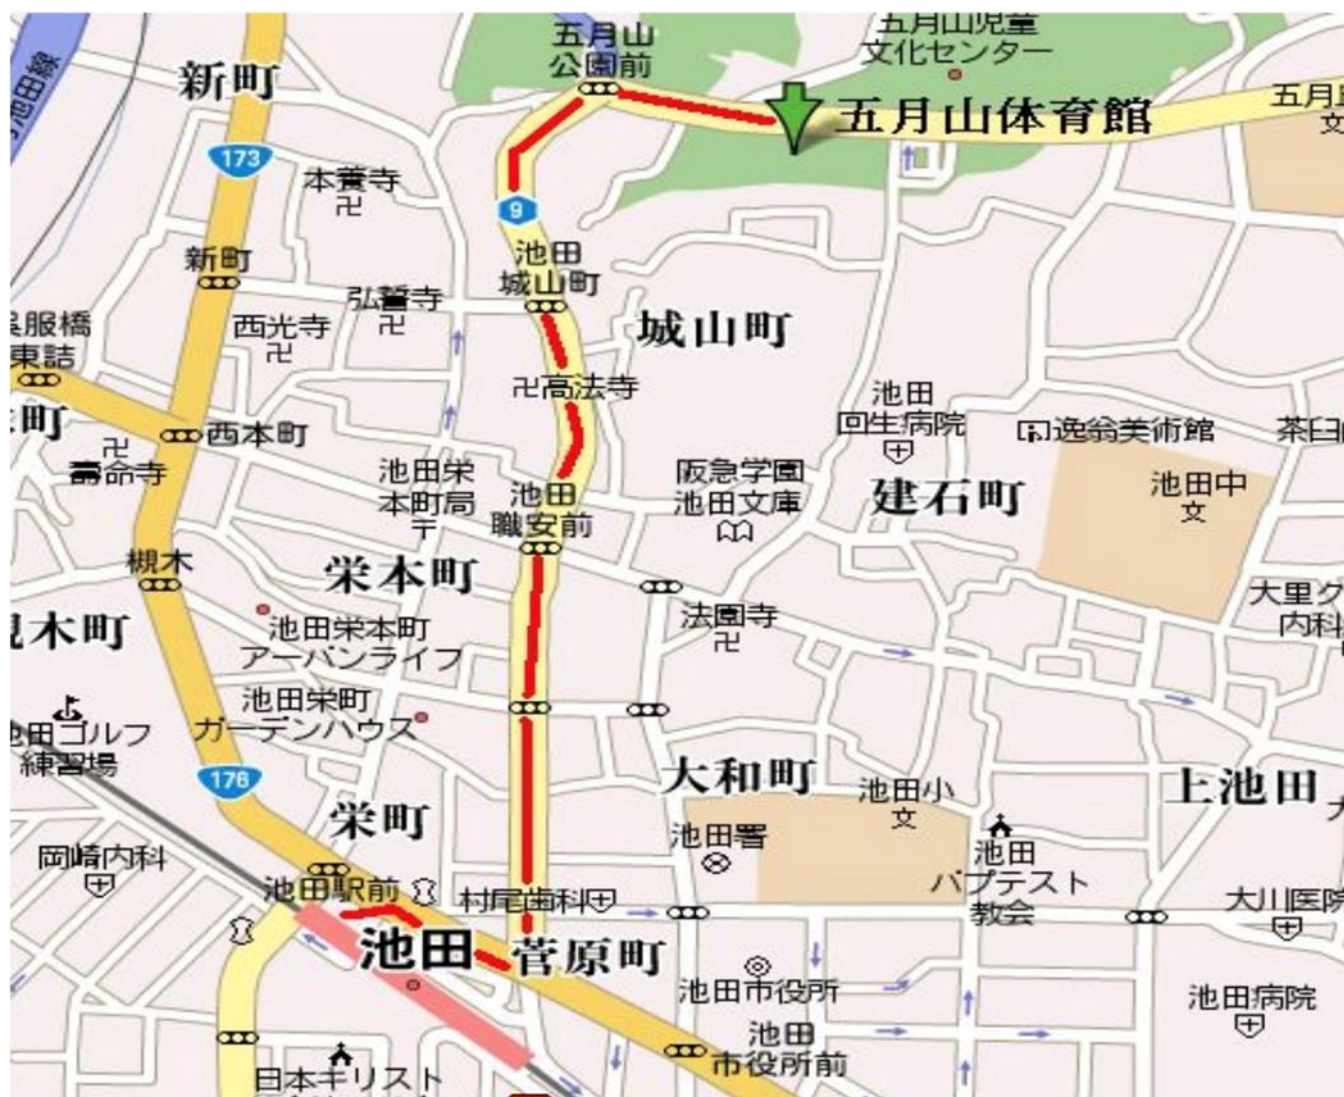 五月山児童
文化センター
五月山
公園前
新町
五月山体育館
173
本養寺
9
池田
城山町
新町
弘誓寺
西光寺
城山町
東詰
高法寺
池田
回生病院
西本町
逸翁美術館
壽命寺
池田栄
本町局
池田
職安前
阪急学園
池田文庫
建石町
池田中
文
槻木
栄本町
法園寺
木町
池田栄本町
アーバンライフ
池田栄町
ガーデンハウス
田ゴルフ
練習場
176
大和町
池田小
文
上池田
栄町
池田署
岡崎内科
池田
バプテスト
教会
池田駅前
村尾歯科
大川医院
池田
菅原町
池田市役所
池田病院
池田
市役所前
日本キリスト